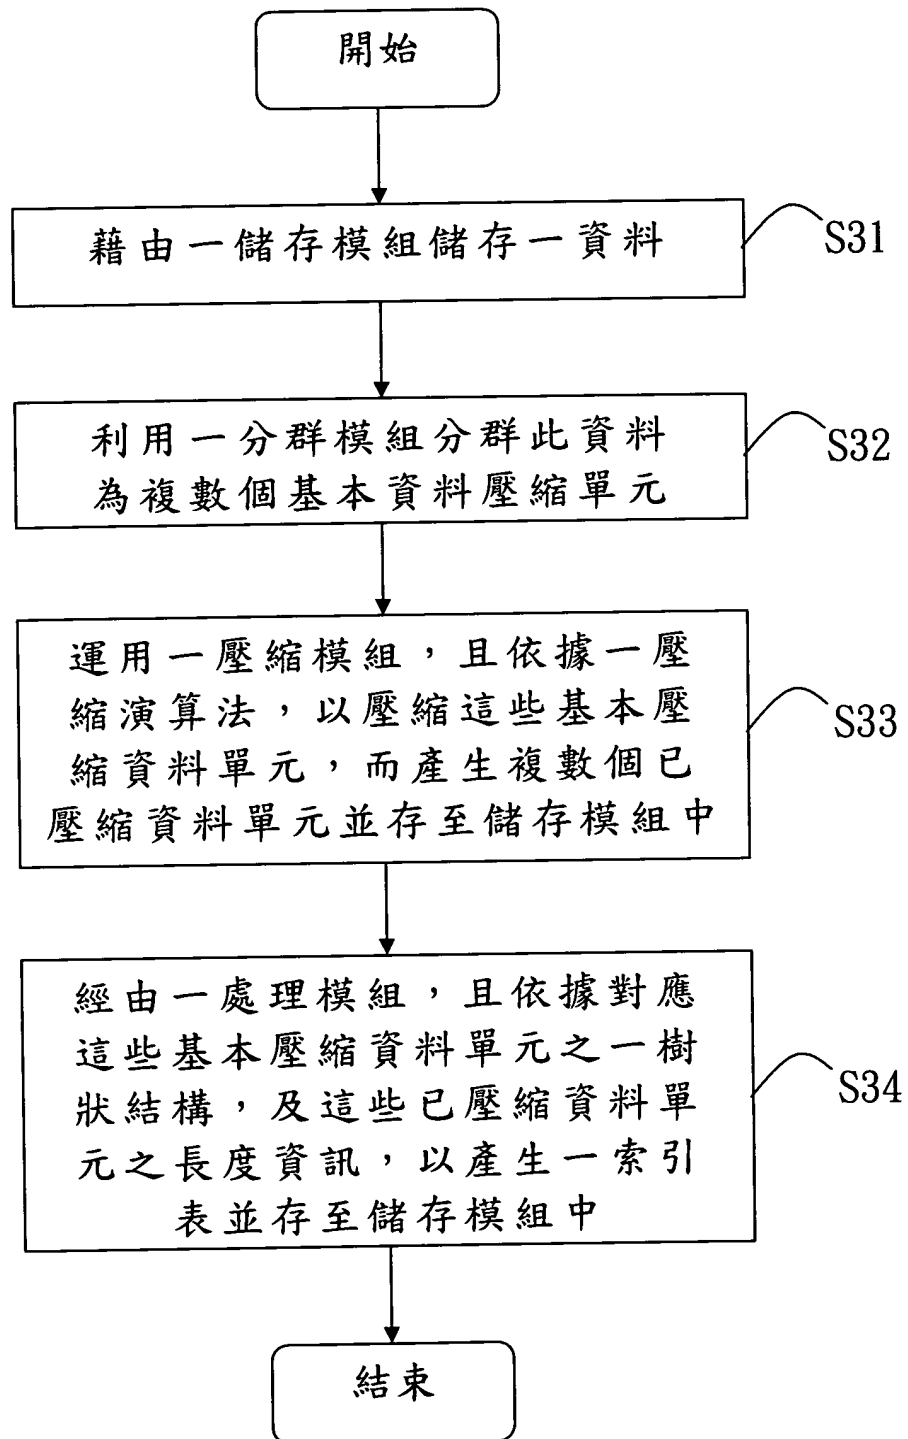 開始
藉由一儲存模組儲存一資料
S31
利用一分群模組分群此資料
為複數個基本資料壓縮單元
S32
運用一壓縮模組，且依據一壓
縮演算法，以壓縮這些基本壓
縮資料單元，而產生複數個已
壓縮資料單元並存至儲存模組中
S33
經由一處理模組，且依據對應
這些基本壓縮資料單元之一樹
狀結構，及這些已壓縮資料單
元之長度資訊，以產生一索引
表並存至儲存模組中
S34
結束